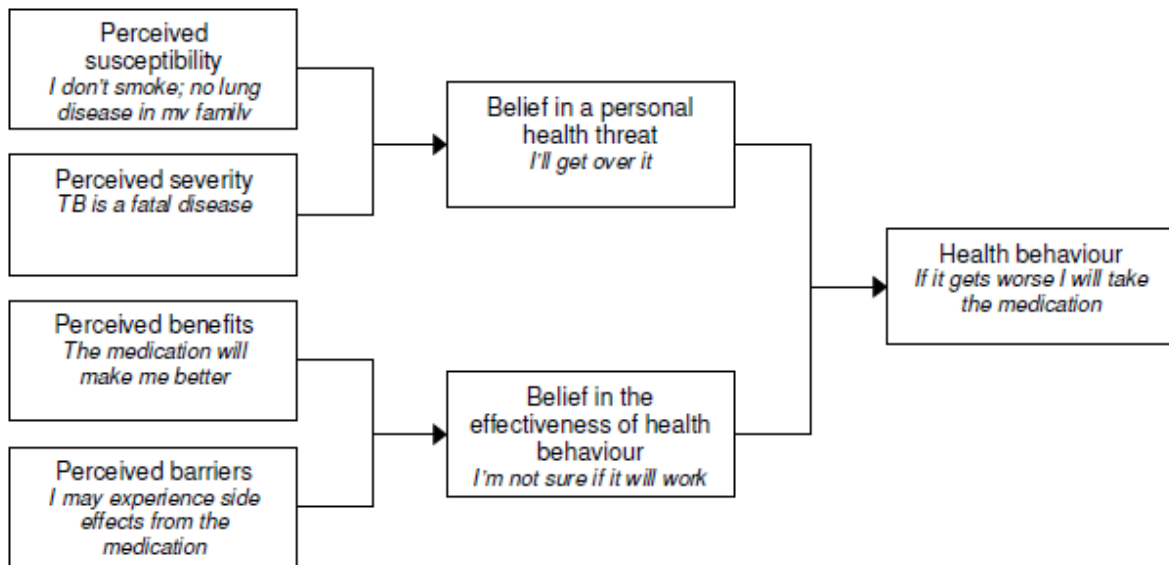 Perceived
susceptibility
I don't smoke; no lung
disease in my family
Perceived severity
TB is a fatal disease
Perceived benefits
The medication will
make me better
Perceived barriers
I may experience side
effects from the
medication
Belief in a personal
health threat
I'll get over it
Belief in the
effectiveness of health
behaviour
I'm not sure if it will work
Health behaviour
If it gets worse I will take
the medication